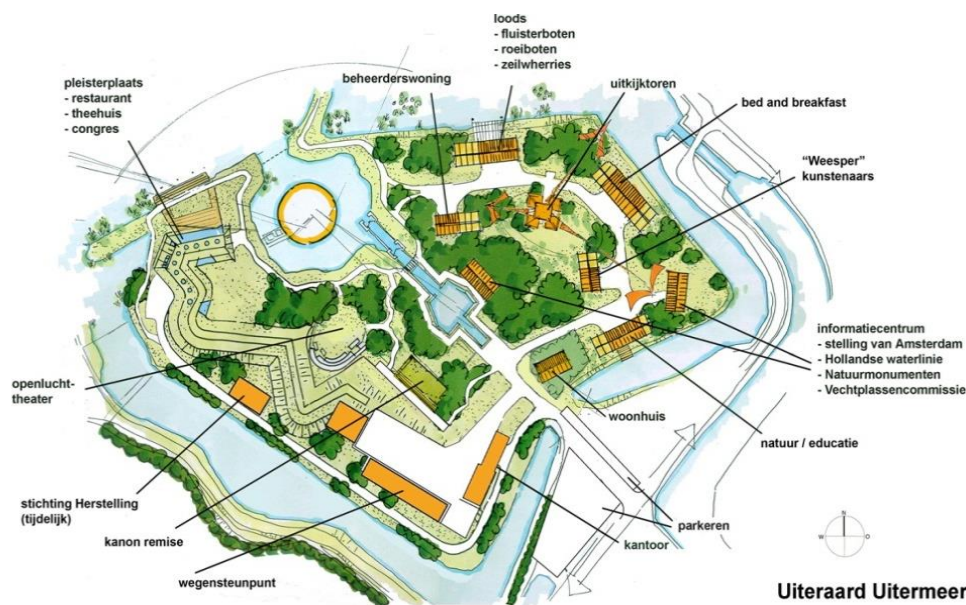 loods
- fluisterboten
- roeiboten
- zeilwherries
pleisterplaats
- restaurant
- theehuis
- congres
beheerderswoning
uitkijktoren
bed and breakfast
“Weesper”
kunstenaars
informatiecentrum
- stelling van Amsterdam
- Hollandse waterlinie
- Natuurmonumenten
- Vechtplassencommissie
openlucht-
theater
woonhuis
natuur / educatie
stichting Herstelling
(tijdelijk)
kanon remise
wegensteunpunt
kantoor
parkeren
N
W
O
Uiteraard Uitermeer